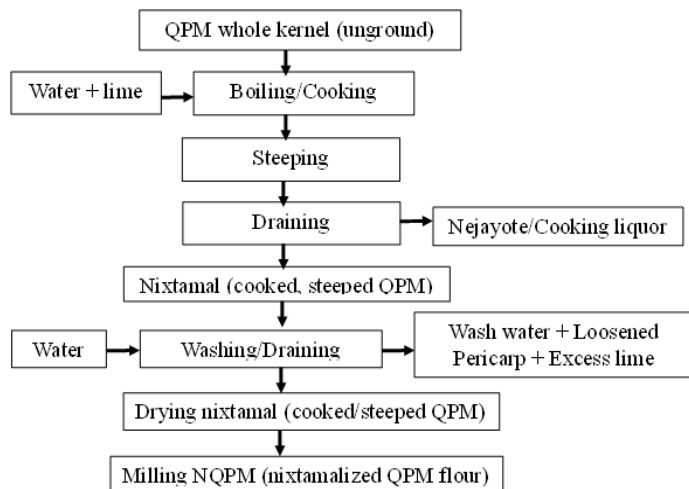 QPM whole kernel (unground)
Water + lime
Boiling/Cooking
Steeping
Draining
Nejayote/Cooking liquor
Nixtamal (cooked, steeped QPM)
Water
Washing/Draining
Wash water + Loosened
Pericarp + Excess lime
Drying nixtamal (cooked/steeped QPM)
Milling NQPM (nixtamalized QPM flour)